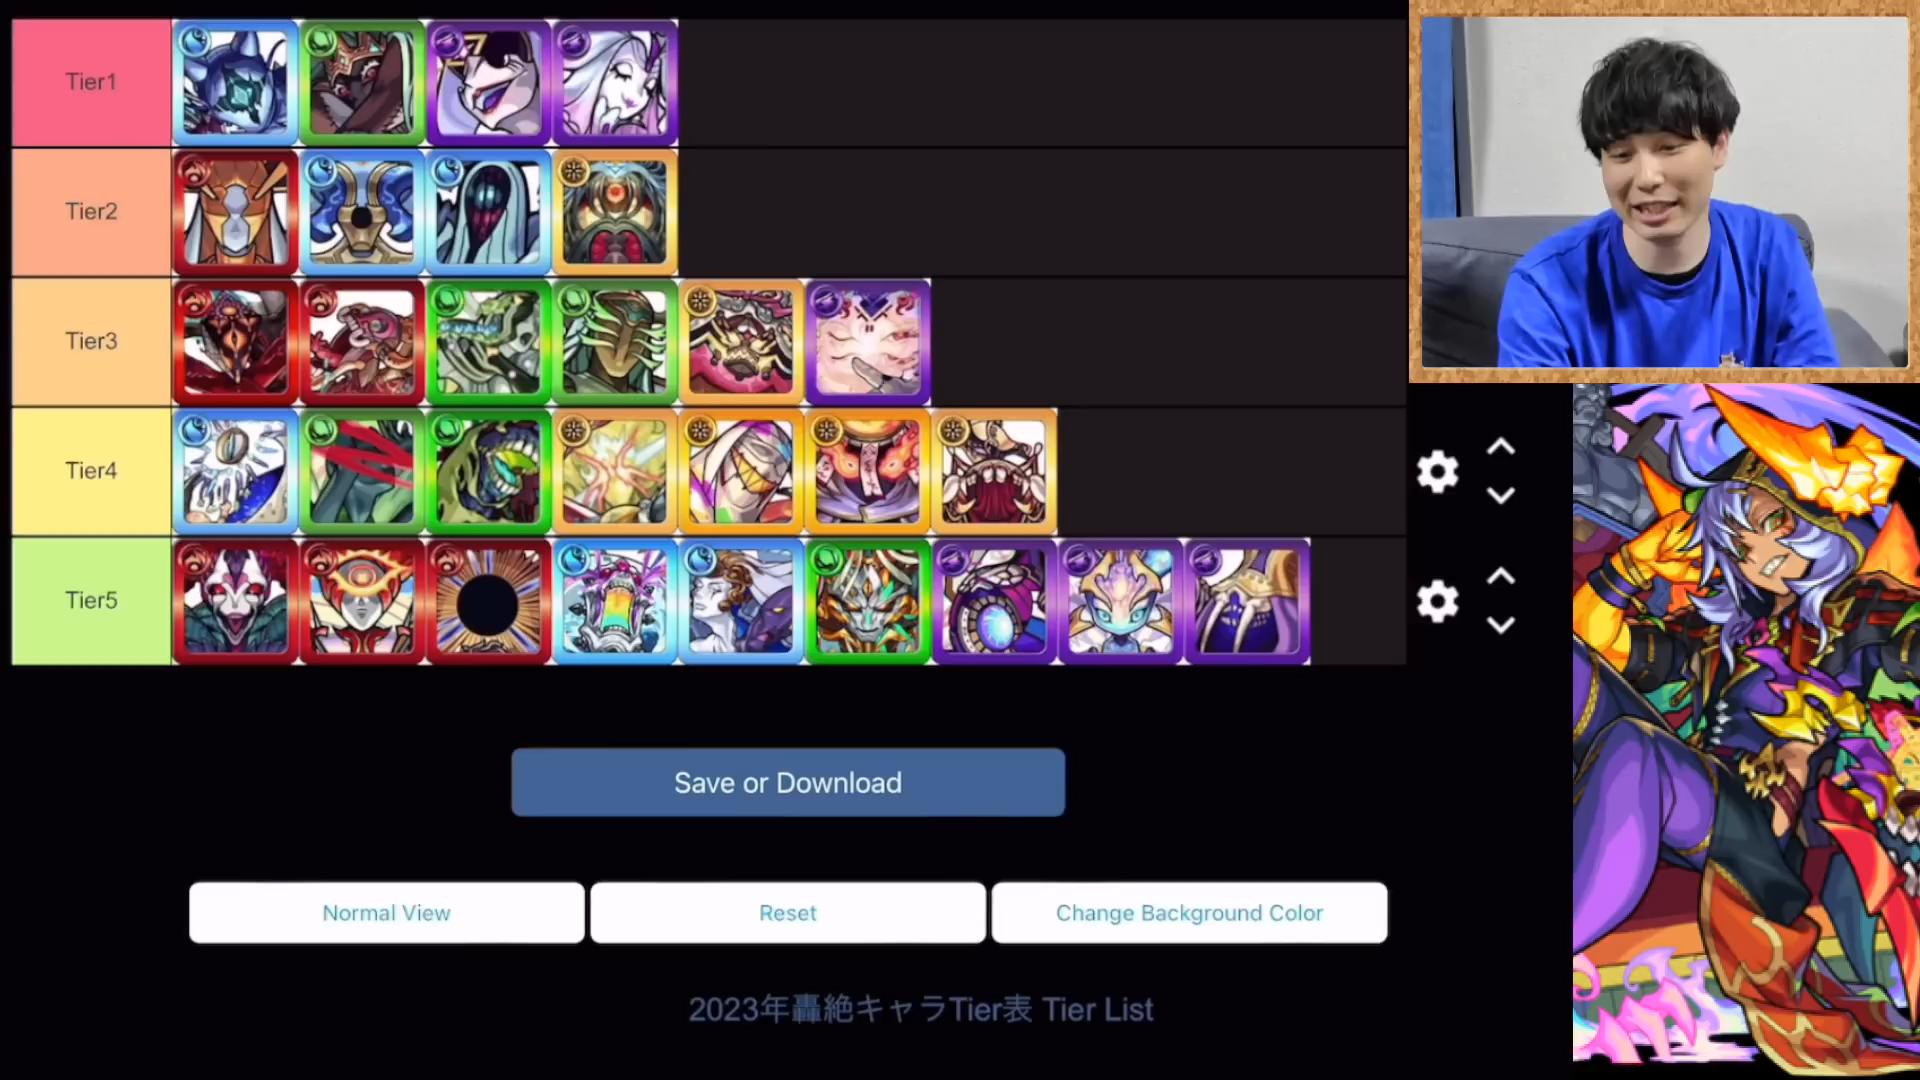 Tier1
Tier2
Tier3
Tier4
Tier5
Save or Download
Normal View
Reset
Change Background Color
2023年轟絶キャラTier表 Tier List